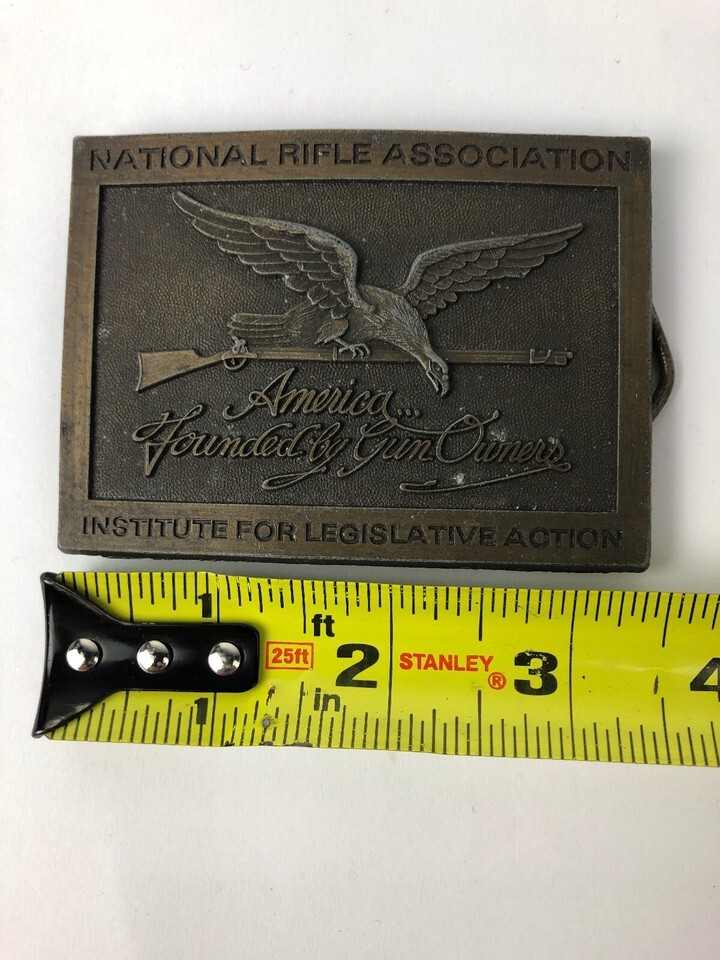 NATIONAL RIFLE ASSOCIATION
America...
Founded by Gun Owners
INSTITUTE FOR LEGISLATIVE ACTION
1 ft
25ft 2 STANLEY® 3 4
1 in